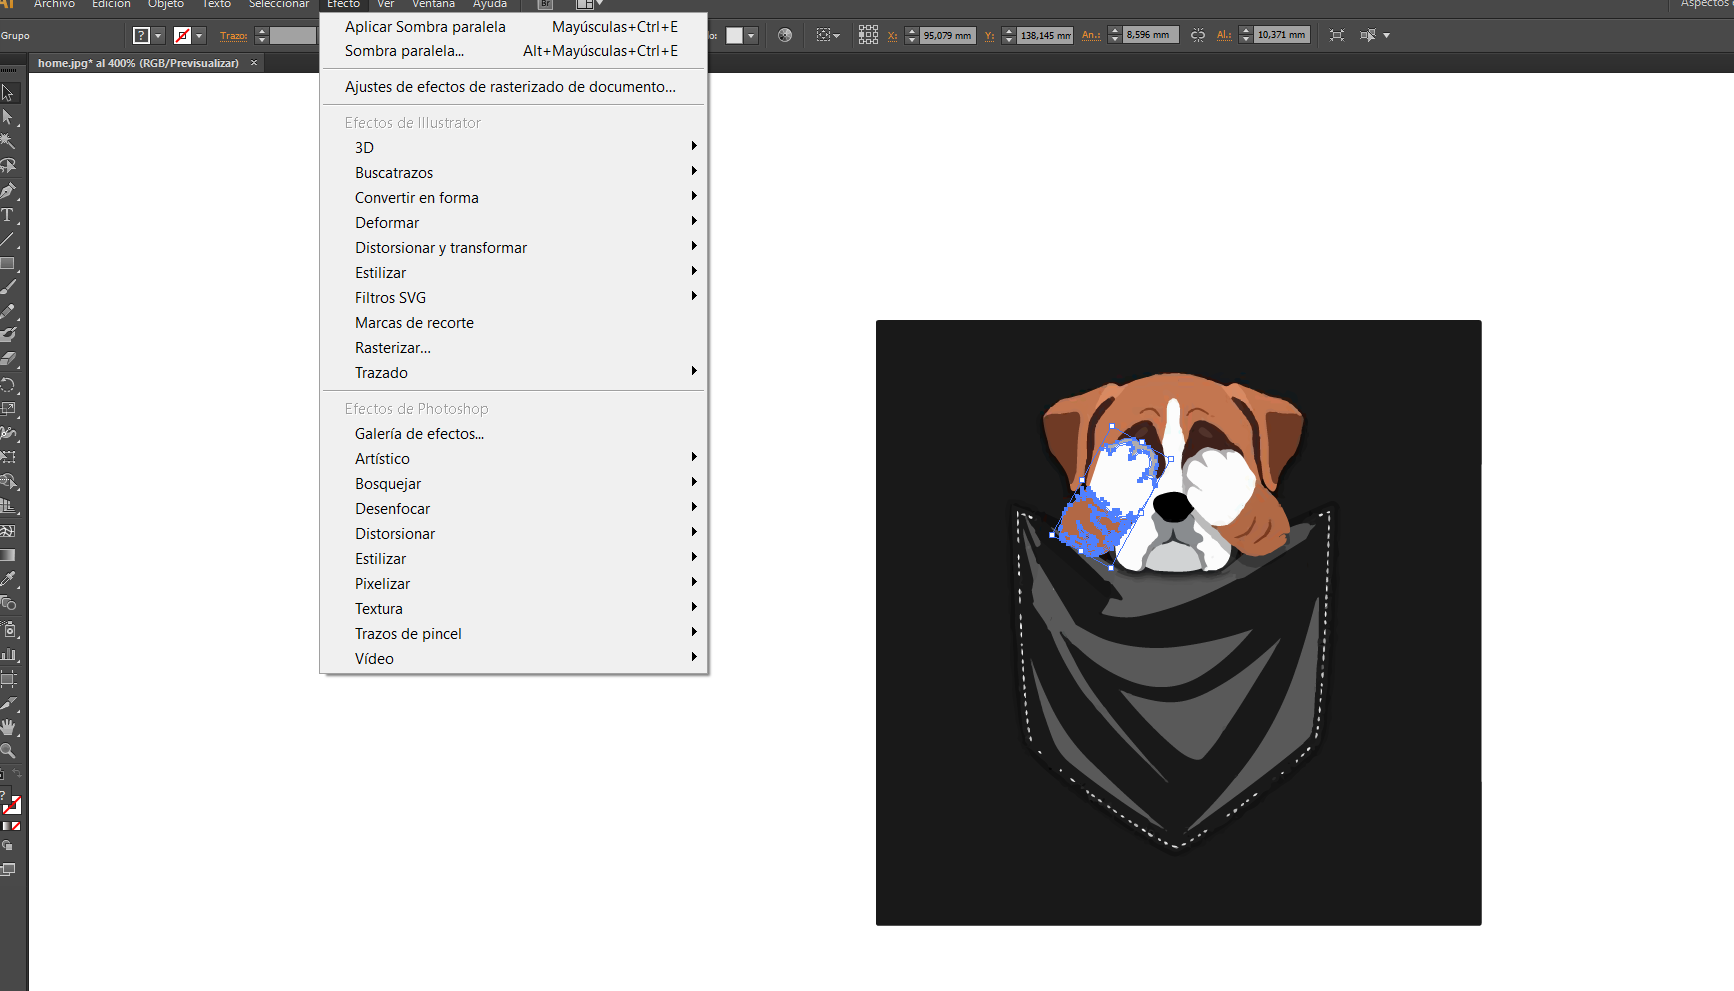 Archivo Edición Objeto Texto Seleccionar Efecto Ver Ventana Ayuda Br
Aspectos
Grupo ? Trazo: X: 95,079 mm Y: 138,145 mm An.: 8,596 mm Al.: 10,371 mm
home.jpg* al 400% (RGB/Previsualizar) ×
Aplicar Sombra paralela Mayúsculas+Ctrl+E
Sombra paralela... Alt+Mayúsculas+Ctrl+E
Ajustes de efectos de rasterizado de documento...
Efectos de Illustrator
3D
Buscatrazos
Convertir en forma
Deformar
Distorsionar y transformar
Estilizar
Filtros SVG
Marcas de recorte
Rasterizar...
Trazado
Efectos de Photoshop
Galería de efectos...
Artístico
Bosquejar
Desenfocar
Distorsionar
Estilizar
Pixelizar
Textura
Trazos de pincel
Vídeo